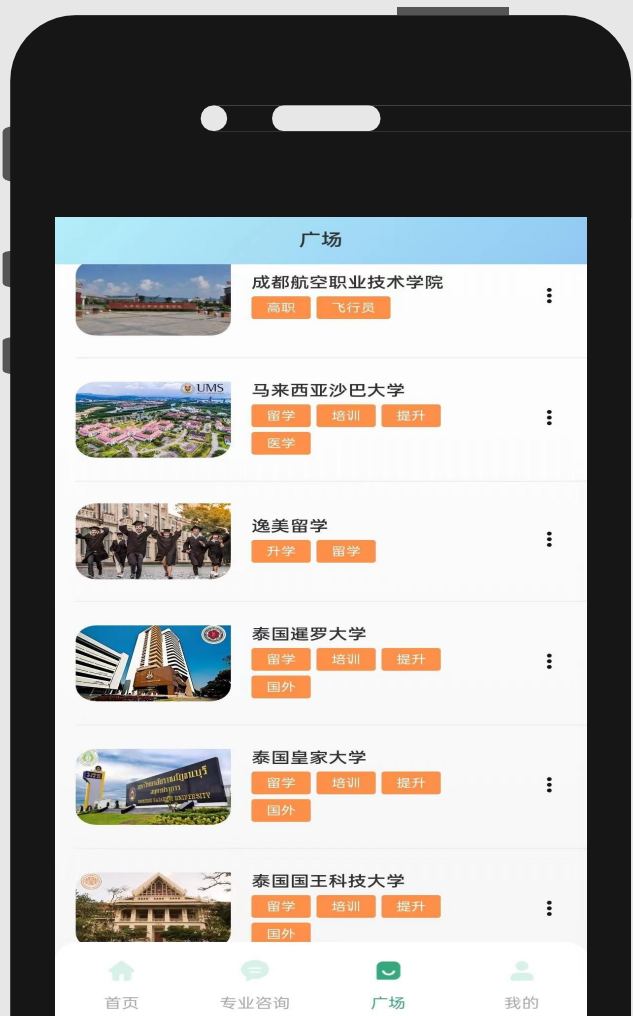 广场
成都航空职业技术学院
高职 飞行员
UMS
马来西亚沙巴大学
留学 培训 提升
医学
逸美留学
升学 留学
泰国暹罗大学
留学 培训 提升
国外
泰国皇家大学
留学 培训 提升
国外
泰国国王科技大学
留学 培训 提升
国外
首页 专业咨询 广场 我的